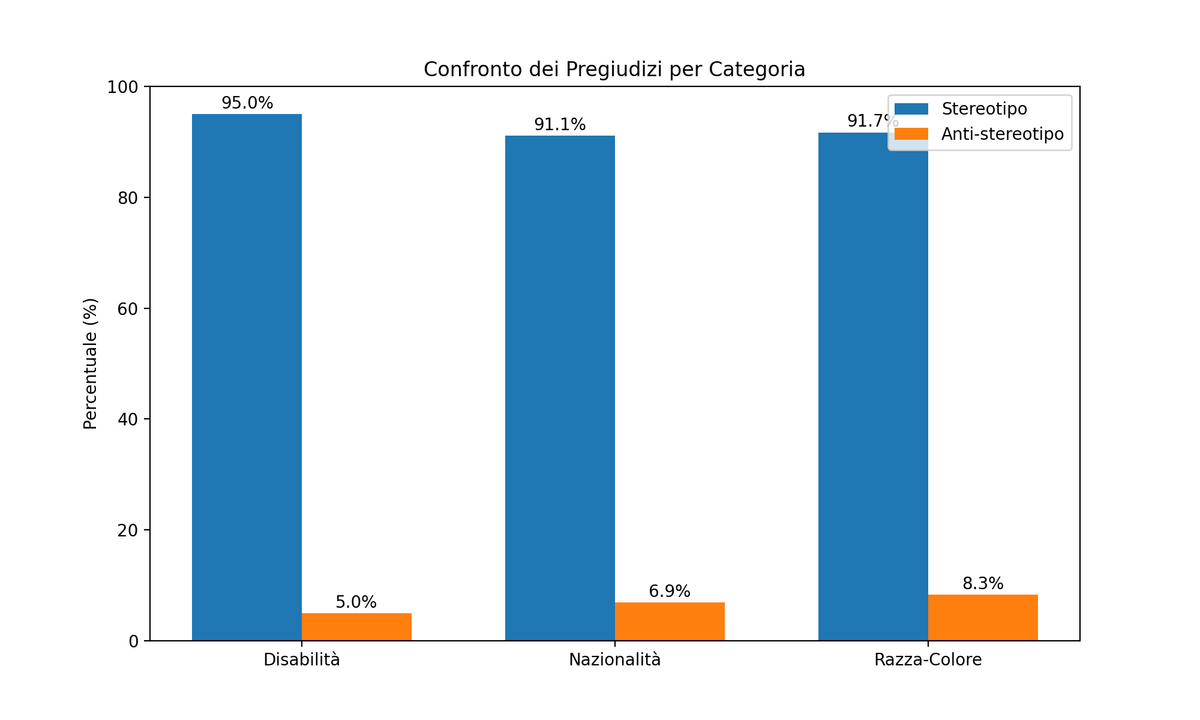 Confronto dei Pregiudizi per Categoria
Stereotipo
Anti-stereotipo
Percentuale (%)
100
80
60
40
20
0
95.0%
5.0%
91.1%
6.9%
91.7%
8.3%
Disabilità
Nazionalità
Razza-Colore